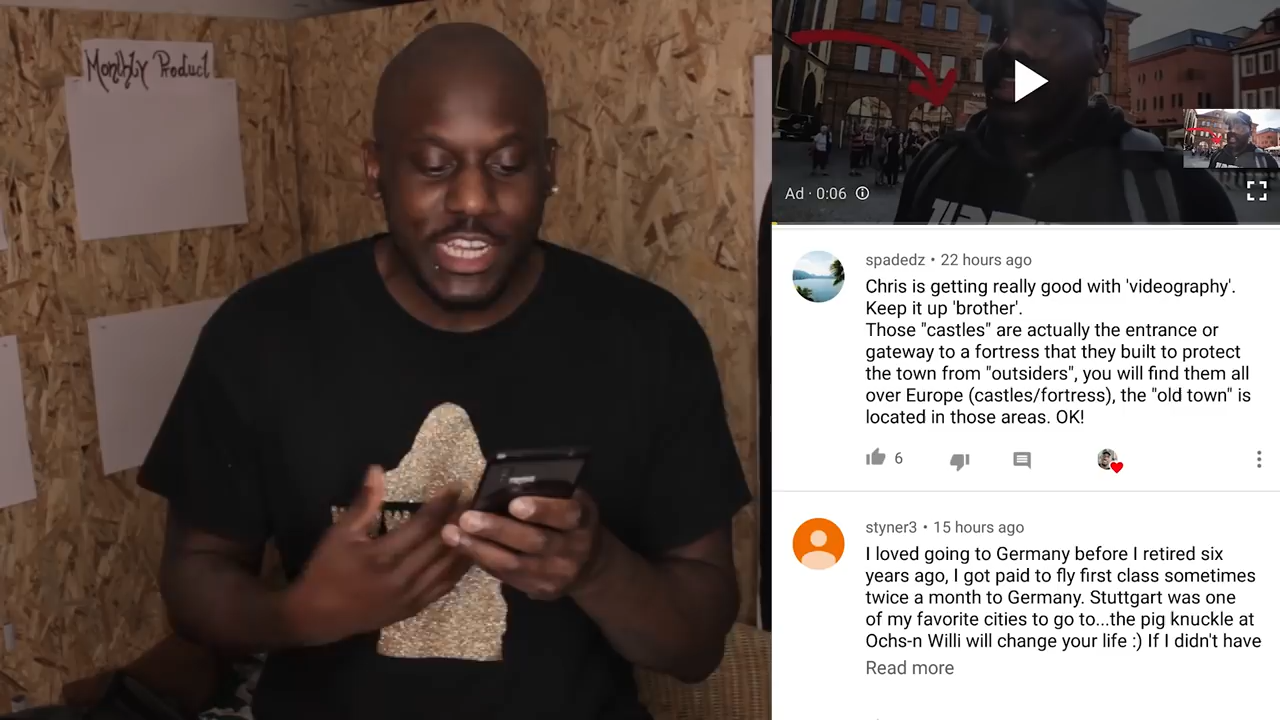 Monthly Product
Ad · 0:06
spadedz • 22 hours ago
Chris is getting really good with 'videography'.
Keep it up 'brother'.
Those "castles" are actually the entrance or
gateway to a fortress that they built to protect
the town from "outsiders", you will find them all
over Europe (castles/fortress), the "old town" is
located in those areas. OK!
6
styner3 • 15 hours ago
I loved going to Germany before I retired six
years ago, I got paid to fly first class sometimes
twice a month to Germany. Stuttgart was one
of my favorite cities to go to...the pig knuckle at
Ochs-n Willi will change your life :) If I didn't have
Read more